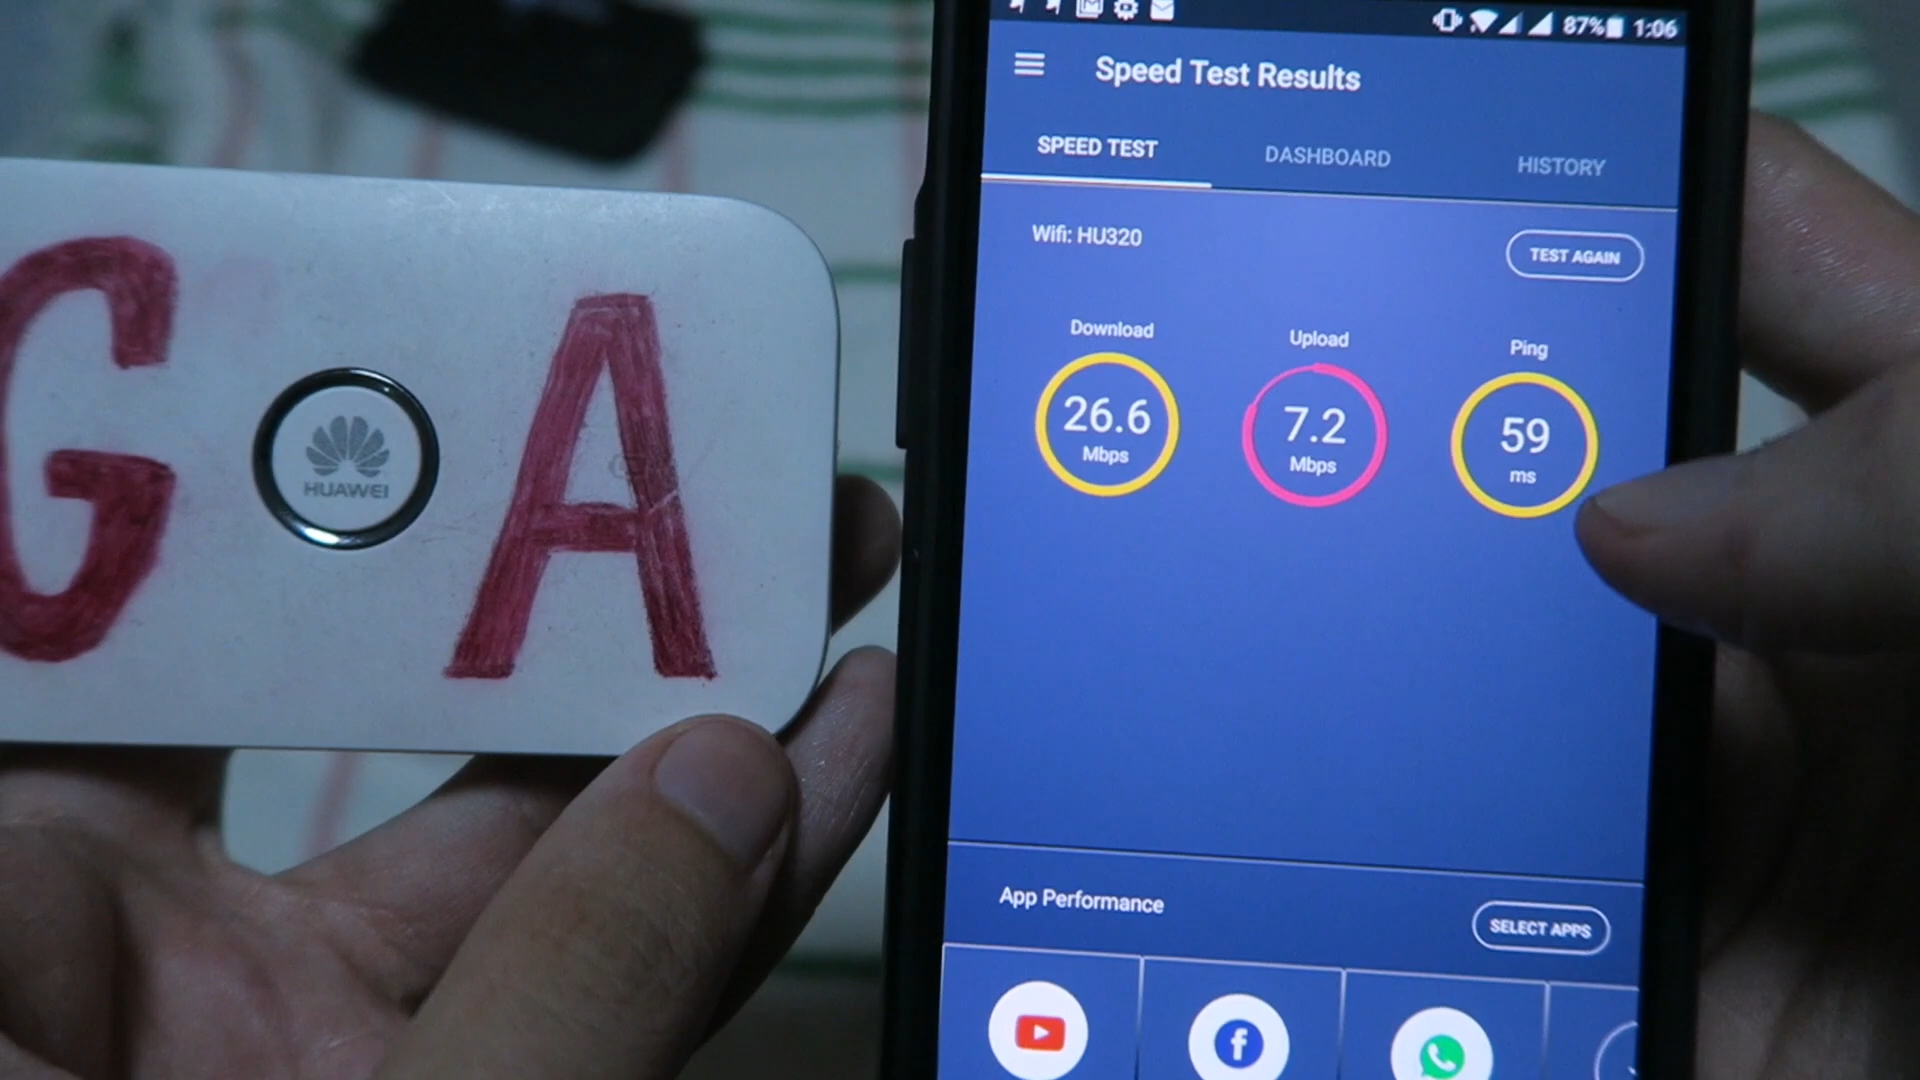 G A
HUAWEI
87% 1:06
Speed Test Results
SPEED TEST DASHBOARD HISTORY
Wifi: HU320 TEST AGAIN
Download Upload Ping
26.6 7.2 59
Mbps Mbps ms
App Performance SELECT APPS